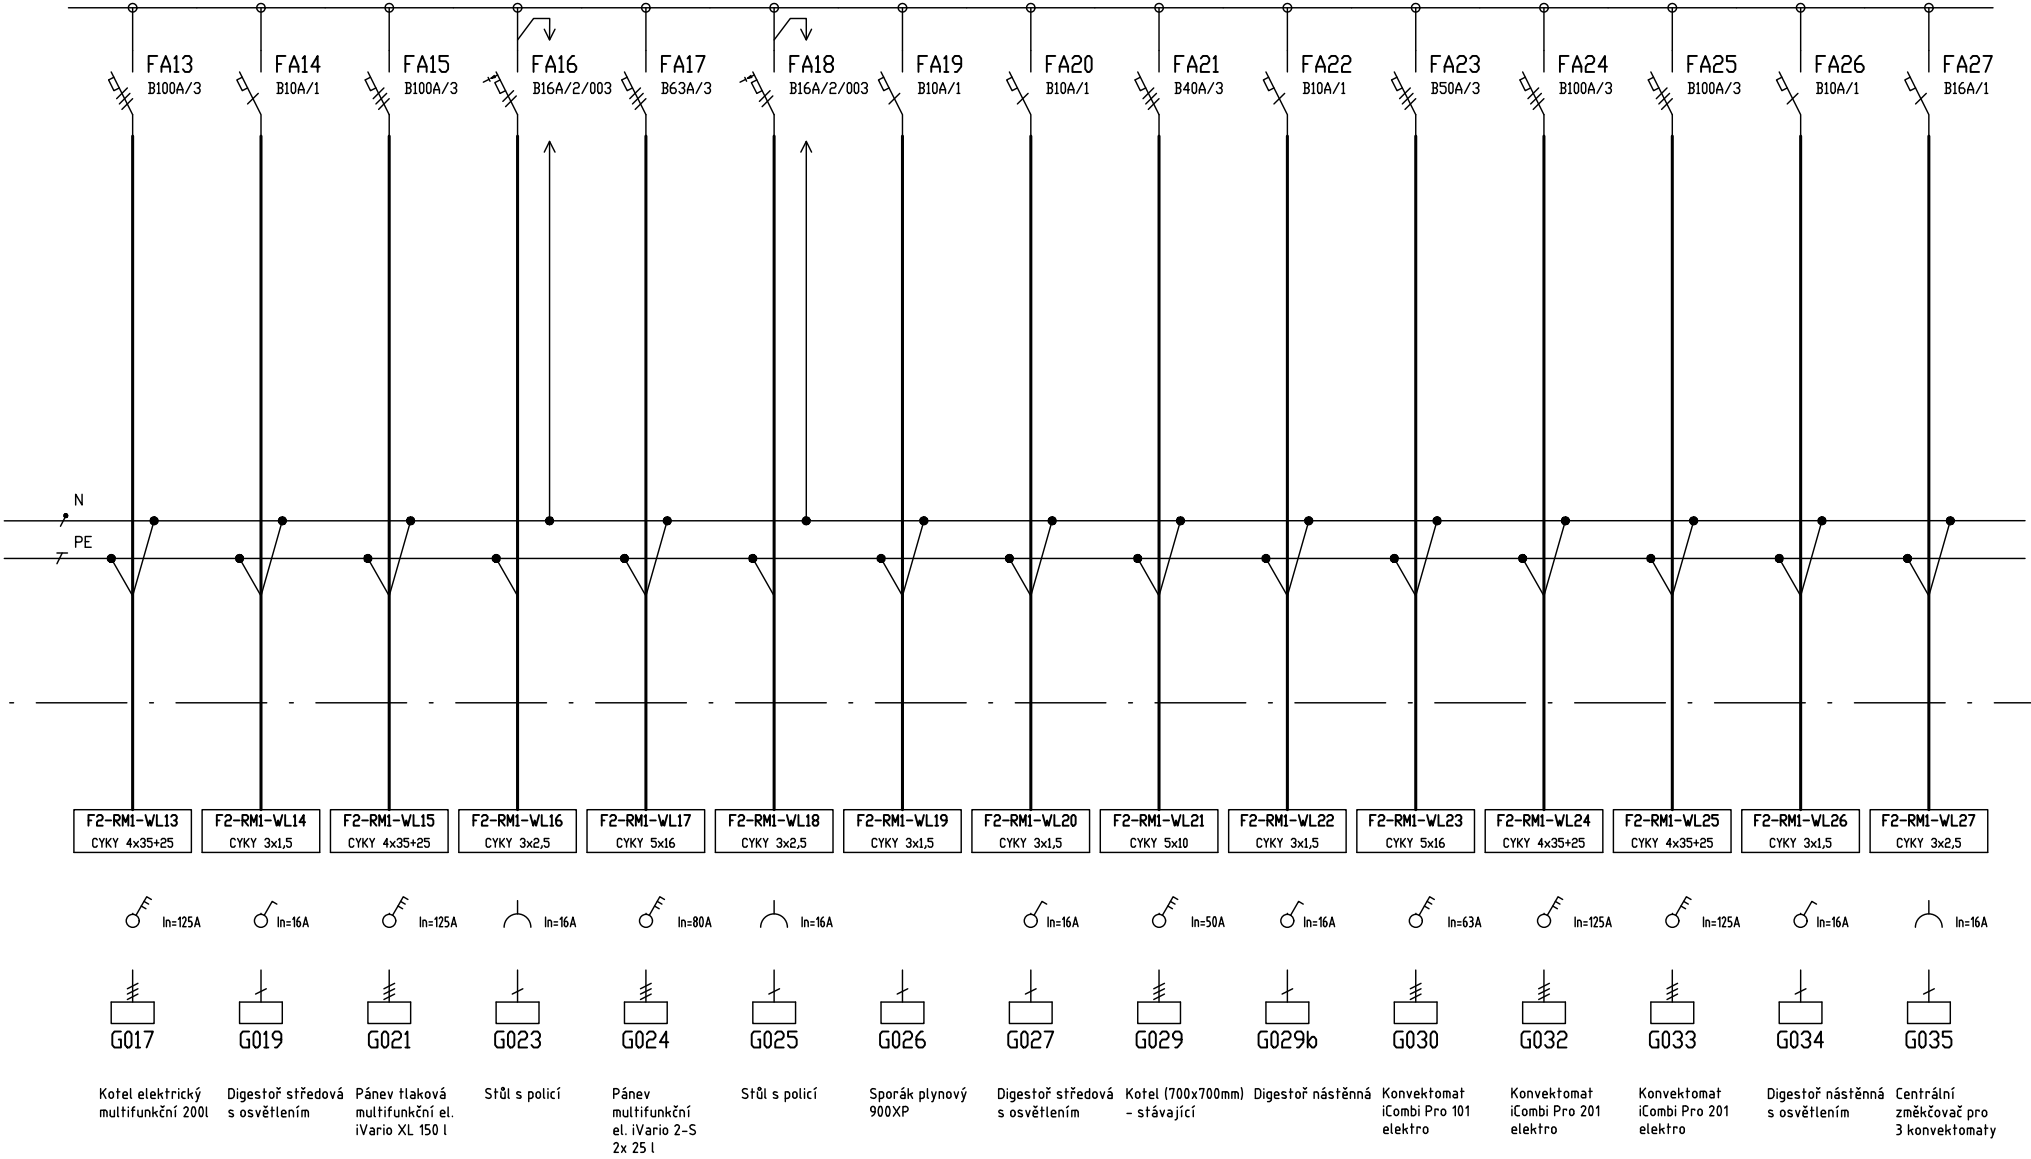 FA13
B100A/3
FA14
B10A/1
FA15
B100A/3
FA16
B16A/2/003
FA17
B63A/3
FA18
B16A/2/003
FA19
B10A/1
FA20
B10A/1
FA21
B40A/3
FA22
B10A/1
FA23
B50A/3
FA24
B100A/3
FA25
B100A/3
FA26
B10A/1
FA27
B16A/1
N
PE
F2-RM1-WL13
CYKY 4x35+25
F2-RM1-WL14
CYKY 3x1,5
F2-RM1-WL15
CYKY 4x35+25
F2-RM1-WL16
CYKY 3x2,5
F2-RM1-WL17
CYKY 5x16
F2-RM1-WL18
CYKY 3x2,5
F2-RM1-WL19
CYKY 3x1,5
F2-RM1-WL20
CYKY 3x1,5
F2-RM1-WL21
CYKY 5x10
F2-RM1-WL22
CYKY 3x1,5
F2-RM1-WL23
CYKY 5x16
F2-RM1-WL24
CYKY 4x35+25
F2-RM1-WL25
CYKY 4x35+25
F2-RM1-WL26
CYKY 3x1,5
F2-RM1-WL27
CYKY 3x2,5
In=125A
In=16A
In=125A
In=16A
In=80A
In=16A
In=16A
In=50A
In=16A
In=63A
In=125A
In=125A
In=16A
In=16A
G017
G019
G021
G023
G024
G025
G026
G027
G029
G029b
G030
G032
G033
G034
G035
Kotel elektrický
multifunkční 200l
Digestoř středová
s osvětlením
Pánev tlaková
multifunkční el.
iVario XL 150 l
Stůl s policí
Pánev
multifunkční
el. iVario 2-S
2x 25 l
Stůl s policí
Sporák plynový
900XP
Digestoř středová
s osvětlením
Kotel (700x700mm)
- stávající
Digestoř nástěnná
Konvektomat
iCombi Pro 101
elektro
Konvektomat
iCombi Pro 201
elektro
Konvektomat
iCombi Pro 201
elektro
Digestoř nástěnná
s osvětlením
Centrální
změkčovač pro
3 konvektomaty